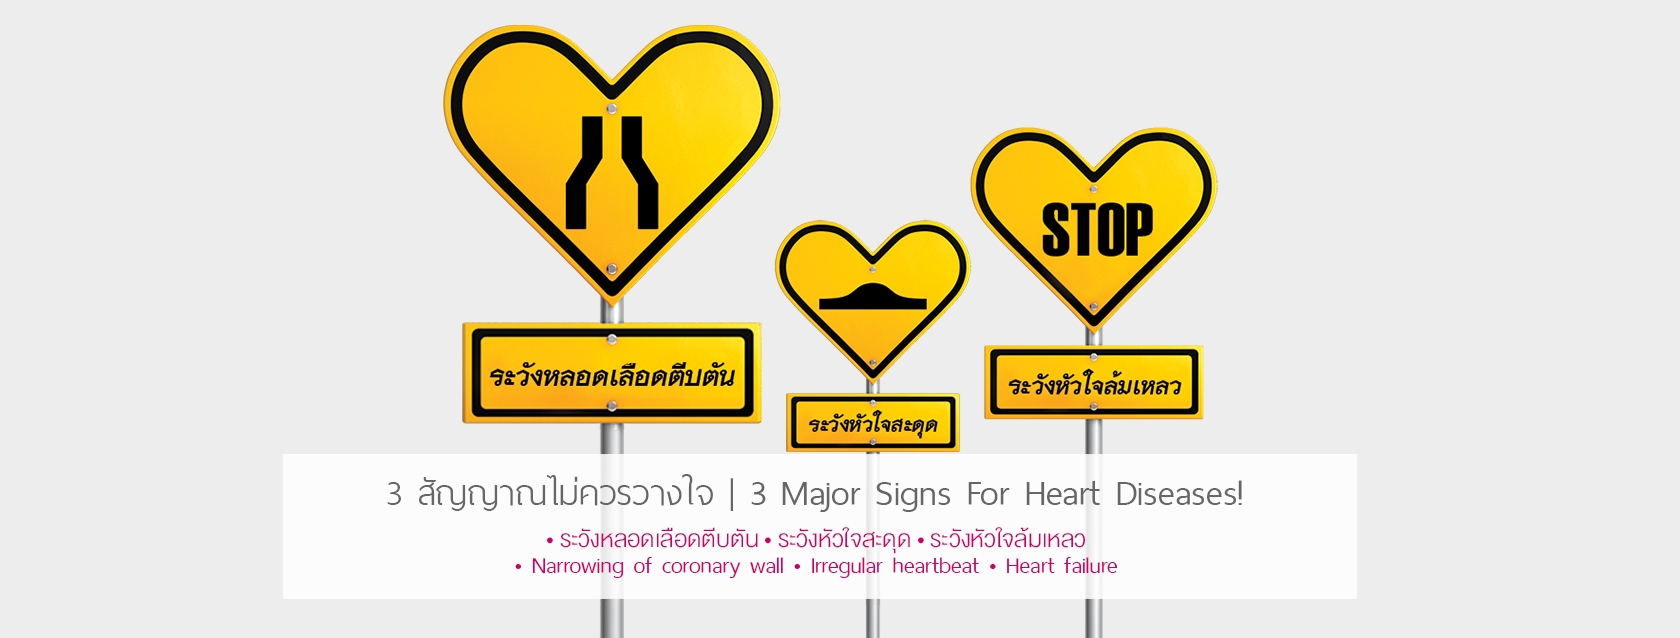 STOP
ระวังหลอดเลือดตีบตัน
ระวังหัวใจสะดุด
ระวังหัวใจล้มเหลว
3 สัญญาณไม่ควรวางใจ | 3 Major Signs For Heart Diseases!
• ระวังหลอดเลือดตีบตัน • ระวังหัวใจสะดุด • ระวังหัวใจล้มเหลว
• Narrowing of coronary wall • Irregular heartbeat • Heart failure